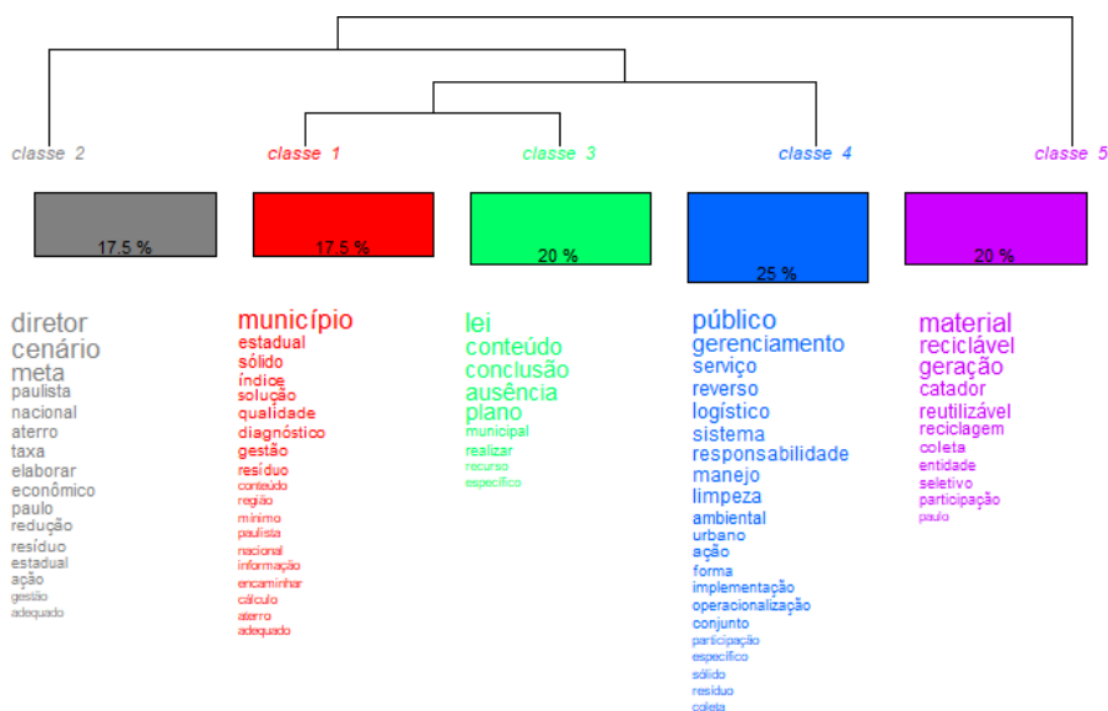 classe 2
classe 1
classe 3
classe 4
classe 5
17.5 %
17.5 %
20 %
25 %
20 %
diretor
cenário
meta
paulista
nacional
aterro
taxa
elaborar
econômico
paulo
redução
resíduo
estadual
ação
gestão
adequado
município
estadual
sólido
índice
solução
qualidade
diagnóstico
gestão
resíduo
conteúdo
região
mínimo
paulista
nacional
informação
encaminhar
cálculo
aterro
adequado
lei
conteúdo
conclusão
ausência
plano
municipal
realizar
recurso
específico
público
gerenciamento
serviço
reverso
logístico
sistema
responsabilidade
manejo
limpeza
ambiental
urbano
ação
forma
implementação
operacionalização
conjunto
participação
específico
sólido
resíduo
coleta
material
reciclável
geração
catador
reutilizável
reciclagem
coleta
entidade
seletivo
participação
paulo